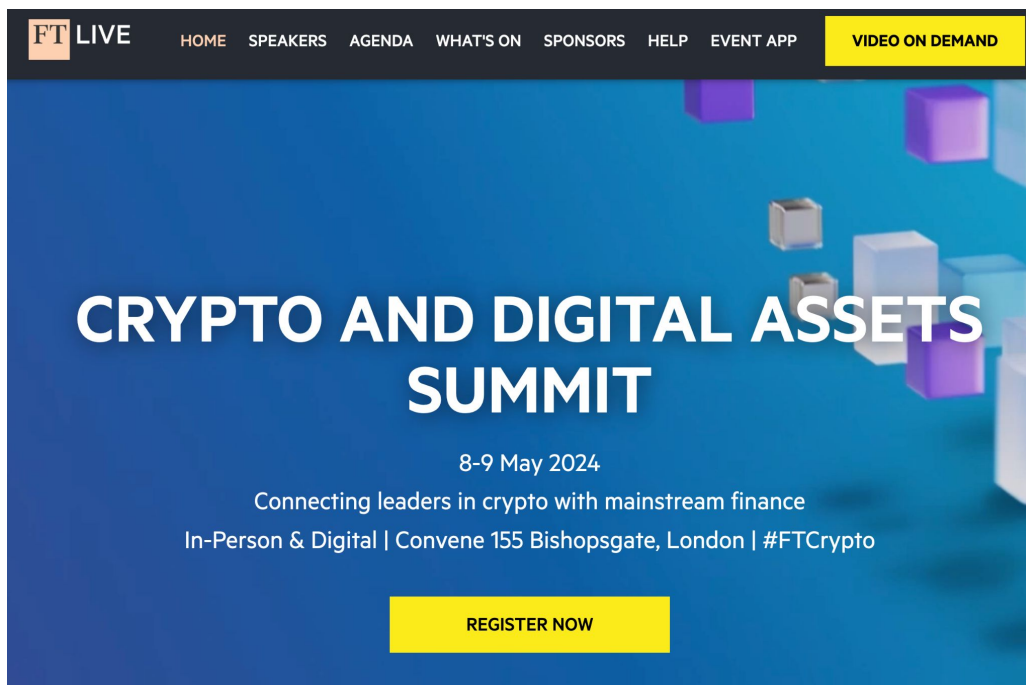 FT LIVE
HOME SPEAKERS AGENDA WHAT'S ON SPONSORS HELP EVENT APP VIDEO ON DEMAND
CRYPTO AND DIGITAL ASSETS
SUMMIT
8-9 May 2024
Connecting leaders in crypto with mainstream finance
In-Person & Digital | Convene 155 Bishopsgate, London | #FTCrypto
REGISTER NOW